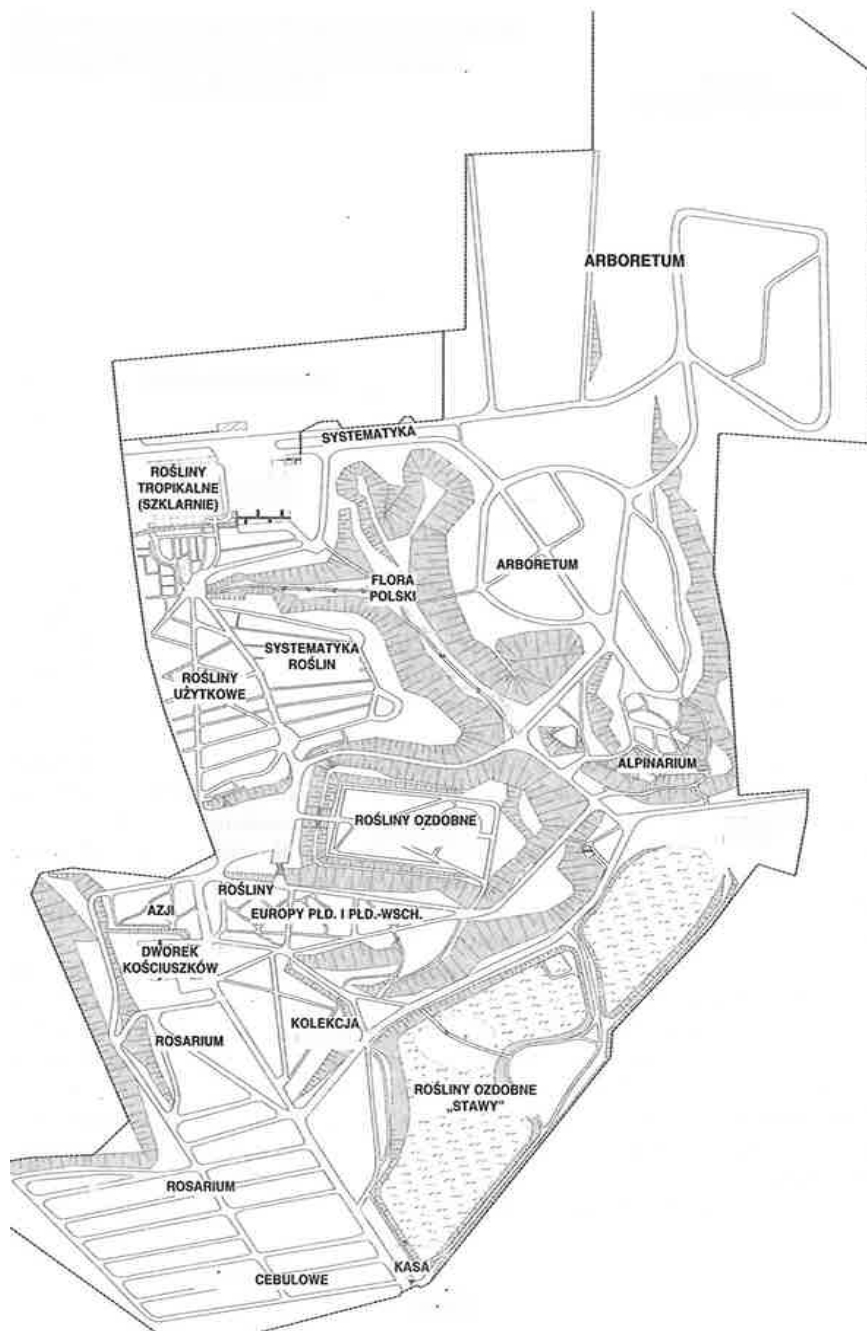 ARBORETUM
SYSTEMATYKA
ROŚLINY
TROPIKALNE
(SZKLARNIE)
ARBORETUM
FLORA
POLSKI
SYSTEMATYKA
ROŚLIN
ROŚLINY
UŻYTKOWE
ALPINARIUM
ROŚLINY OZDOBNE
ROŚLINY
AZJI
EUROPY PŁD. I PŁD.-WSCH.
DWOREK
KOŚCIUSZKÓW
KOLEKCJA
ROSARIUM
ROŚLINY OZDOBNE
„STAWY”
ROSARIUM
KASA
CEBULOWE